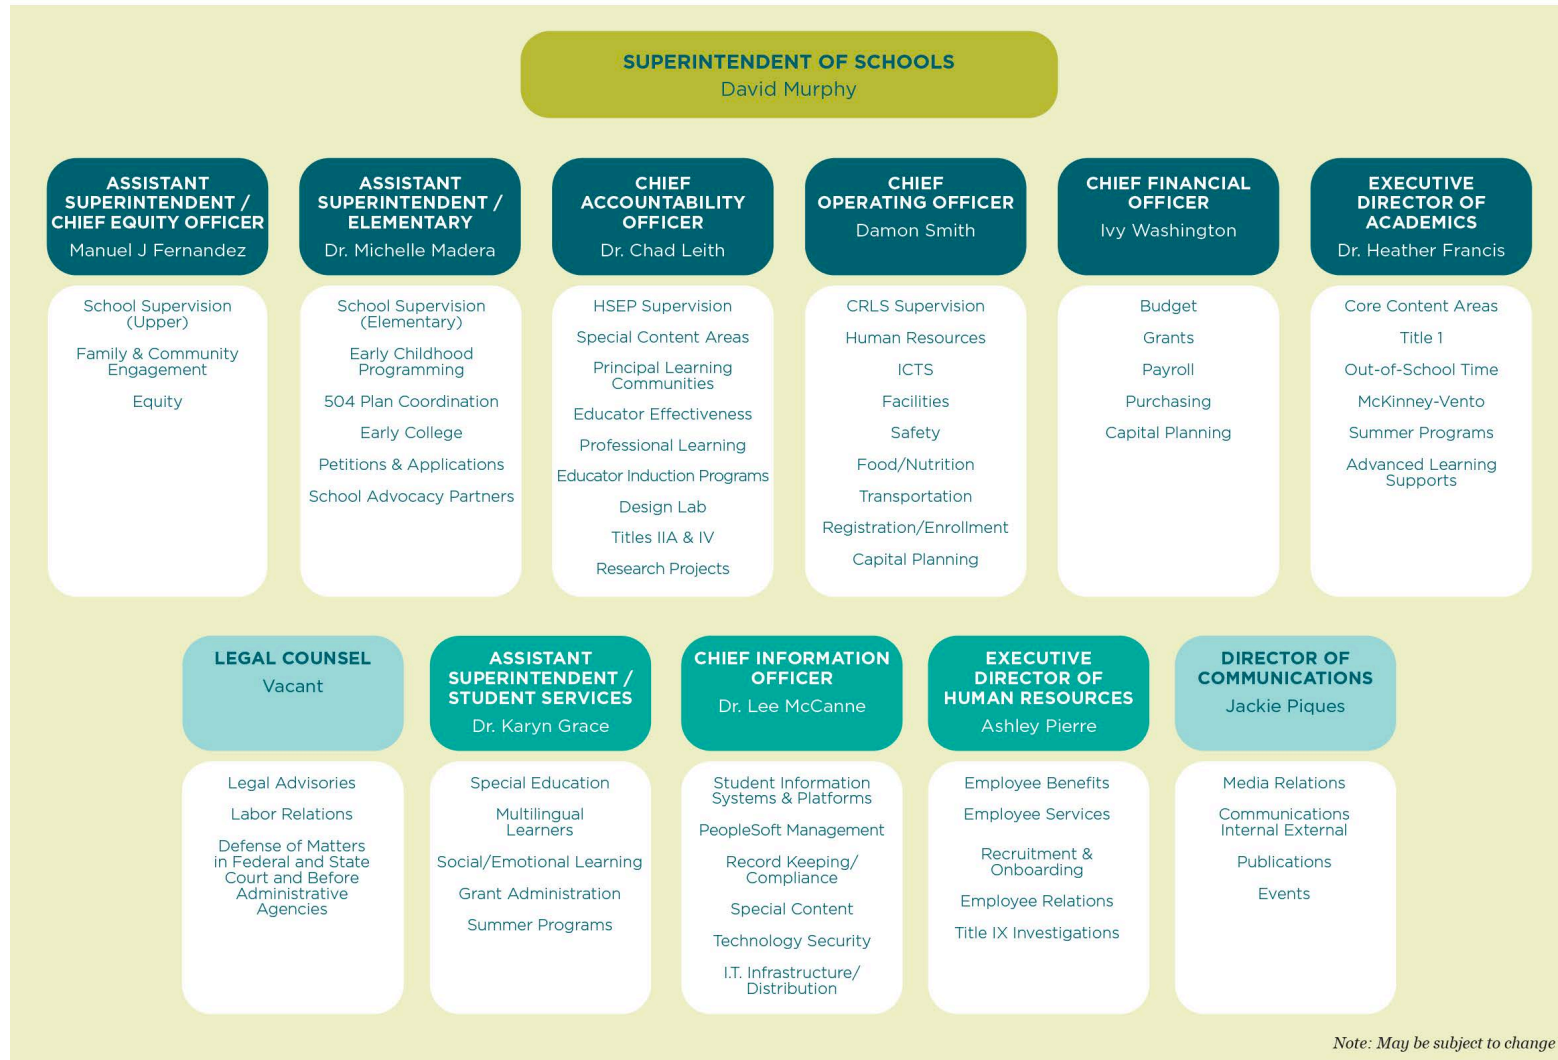 SUPERINTENDENT OF SCHOOLS
David Murphy
ASSISTANT
SUPERINTENDENT /
CHIEF EQUITY OFFICER
Manuel J Fernandez
School Supervision
(Upper)
Family & Community
Engagement
Equity
ASSISTANT
SUPERINTENDENT /
ELEMENTARY
Dr. Michelle Madera
School Supervision
(Elementary)
Early Childhood
Programming
504 Plan Coordination
Early College
Petitions & Applications
School Advocacy Partners
CHIEF
ACCOUNTABILITY
OFFICER
Dr. Chad Leith
HSEP Supervision
Special Content Areas
Principal Learning
Communities
Educator Effectiveness
Professional Learning
Educator Induction Programs
Design Lab
Titles IIA & IV
Research Projects
CHIEF
OPERATING OFFICER
Damon Smith
CRLS Supervision
Human Resources
ICTS
Facilities
Safety
Food/Nutrition
Transportation
Registration/Enrollment
Capital Planning
CHIEF FINANCIAL
OFFICER
Ivy Washington
Budget
Grants
Payroll
Purchasing
Capital Planning
EXECUTIVE
DIRECTOR OF
ACADEMICS
Dr. Heather Francis
Core Content Areas
Title 1
Out-of-School Time
McKinney-Vento
Summer Programs
Advanced Learning
Supports
LEGAL COUNSEL
Vacant
Legal Advisories
Labor Relations
Defense of Matters
in Federal and State
Court and Before
Administrative
Agencies
ASSISTANT
SUPERINTENDENT /
STUDENT SERVICES
Dr. Karyn Grace
Special Education
Multilingual
Learners
Social/Emotional Learning
Grant Administration
Summer Programs
CHIEF INFORMATION
OFFICER
Dr. Lee McCanne
Student Information
Systems & Platforms
PeopleSoft Management
Record Keeping/
Compliance
Special Content
Technology Security
I.T. Infrastructure/
Distribution
EXECUTIVE
DIRECTOR OF
HUMAN RESOURCES
Ashley Pierre
Employee Benefits
Employee Services
Recruitment &
Onboarding
Employee Relations
Title IX Investigations
DIRECTOR OF
COMMUNICATIONS
Jackie Piques
Media Relations
Communications
Internal External
Publications
Events
Note: May be subject to change